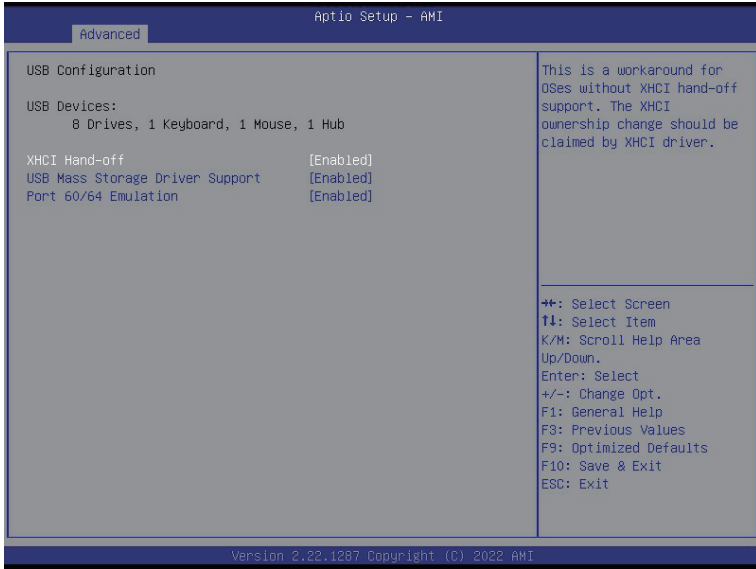 Aptio Setup – AMI
Advanced
USB Configuration
USB Devices:
8 Drives, 1 Keyboard, 1 Mouse, 1 Hub
XHCI Hand-off [Enabled]
USB Mass Storage Driver Support [Enabled]
Port 60/64 Emulation [Enabled]
This is a workaround for
OSes without XHCI hand-off
support. The XHCI
ownership change should be
claimed by XHCI driver.
→←: Select Screen
↑↓: Select Item
K/M: Scroll Help Area
Up/Down.
Enter: Select
+/-: Change Opt.
F1: General Help
F3: Previous Values
F9: Optimized Defaults
F10: Save & Exit
ESC: Exit
Version 2.22.1287 Copyright (C) 2022 AMI